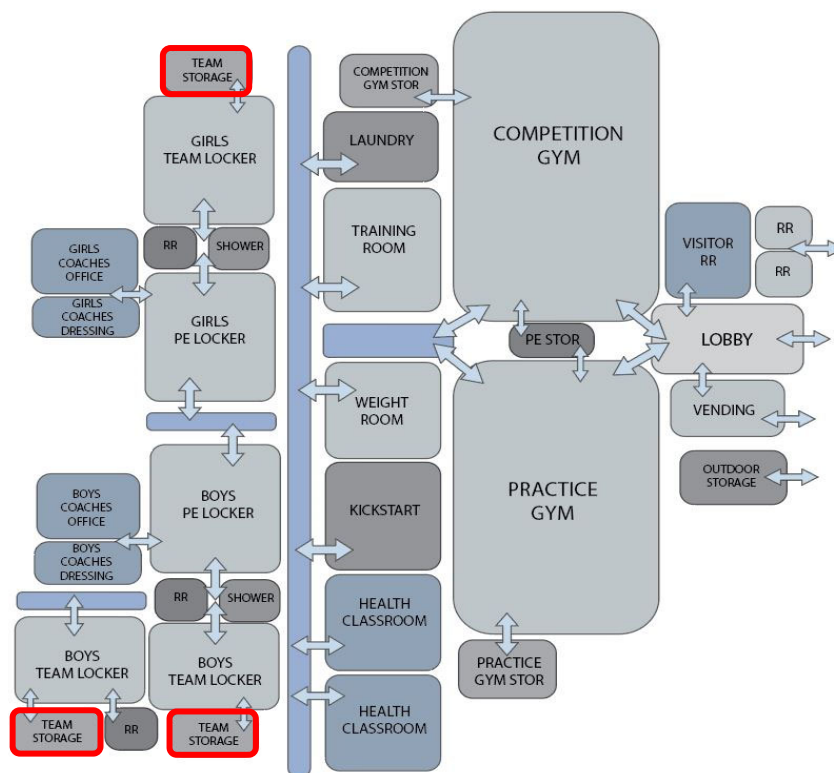 TEAM
STORAGE
GIRLS
TEAM LOCKER
RR
SHOWER
GIRLS
COACHES
OFFICE
GIRLS
COACHES
DRESSING
GIRLS
PE LOCKER
BOYS
PE LOCKER
BOYS
COACHES
OFFICE
BOYS
COACHES
DRESSING
RR
SHOWER
BOYS
TEAM LOCKER
BOYS
TEAM LOCKER
TEAM
STORAGE
RR
TEAM
STORAGE
COMPETITION
GYM STOR
LAUNDRY
TRAINING
ROOM
WEIGHT
ROOM
KICKSTART
HEALTH
CLASSROOM
HEALTH
CLASSROOM
COMPETITION
GYM
PE STOR
PRACTICE
GYM
PRACTICE
GYM STOR
VISITOR
RR
RR
RR
LOBBY
VENDING
OUTDOOR
STORAGE